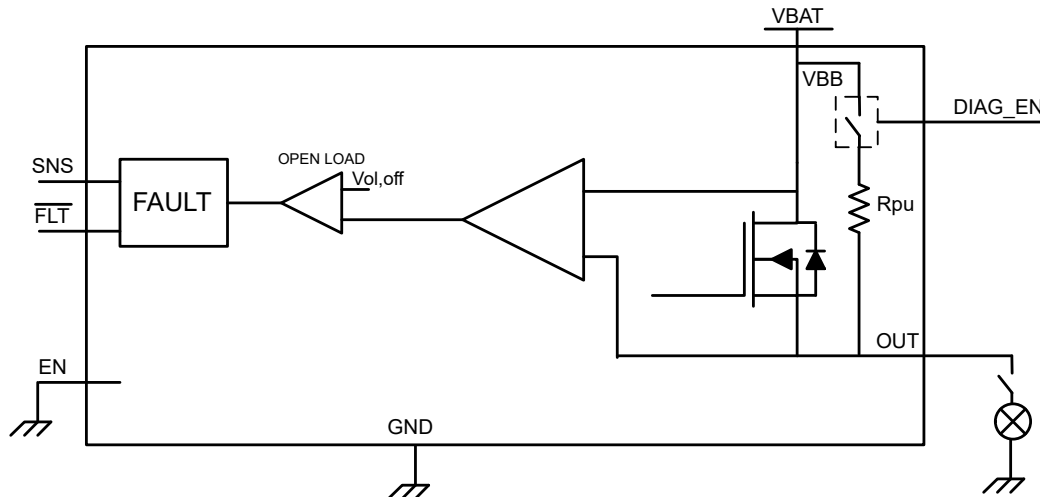 VBAT
VBB
DIAG_EN
OPEN LOAD
Vol,off
SNS
FLT
FAULT
Rpu
OUT
EN
GND